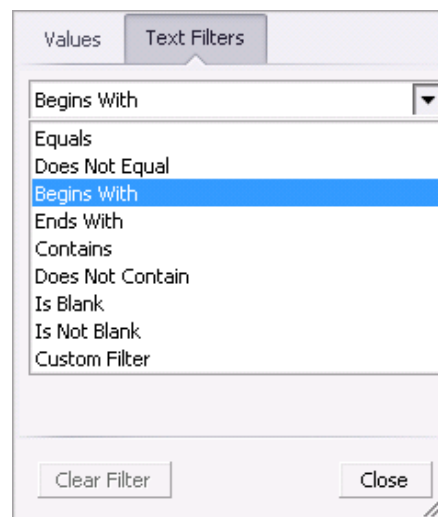 Values Text Filters
Begins With
Equals
Does Not Equal
Begins With
Ends With
Contains
Does Not Contain
Is Blank
Is Not Blank
Custom Filter
Clear Filter Close